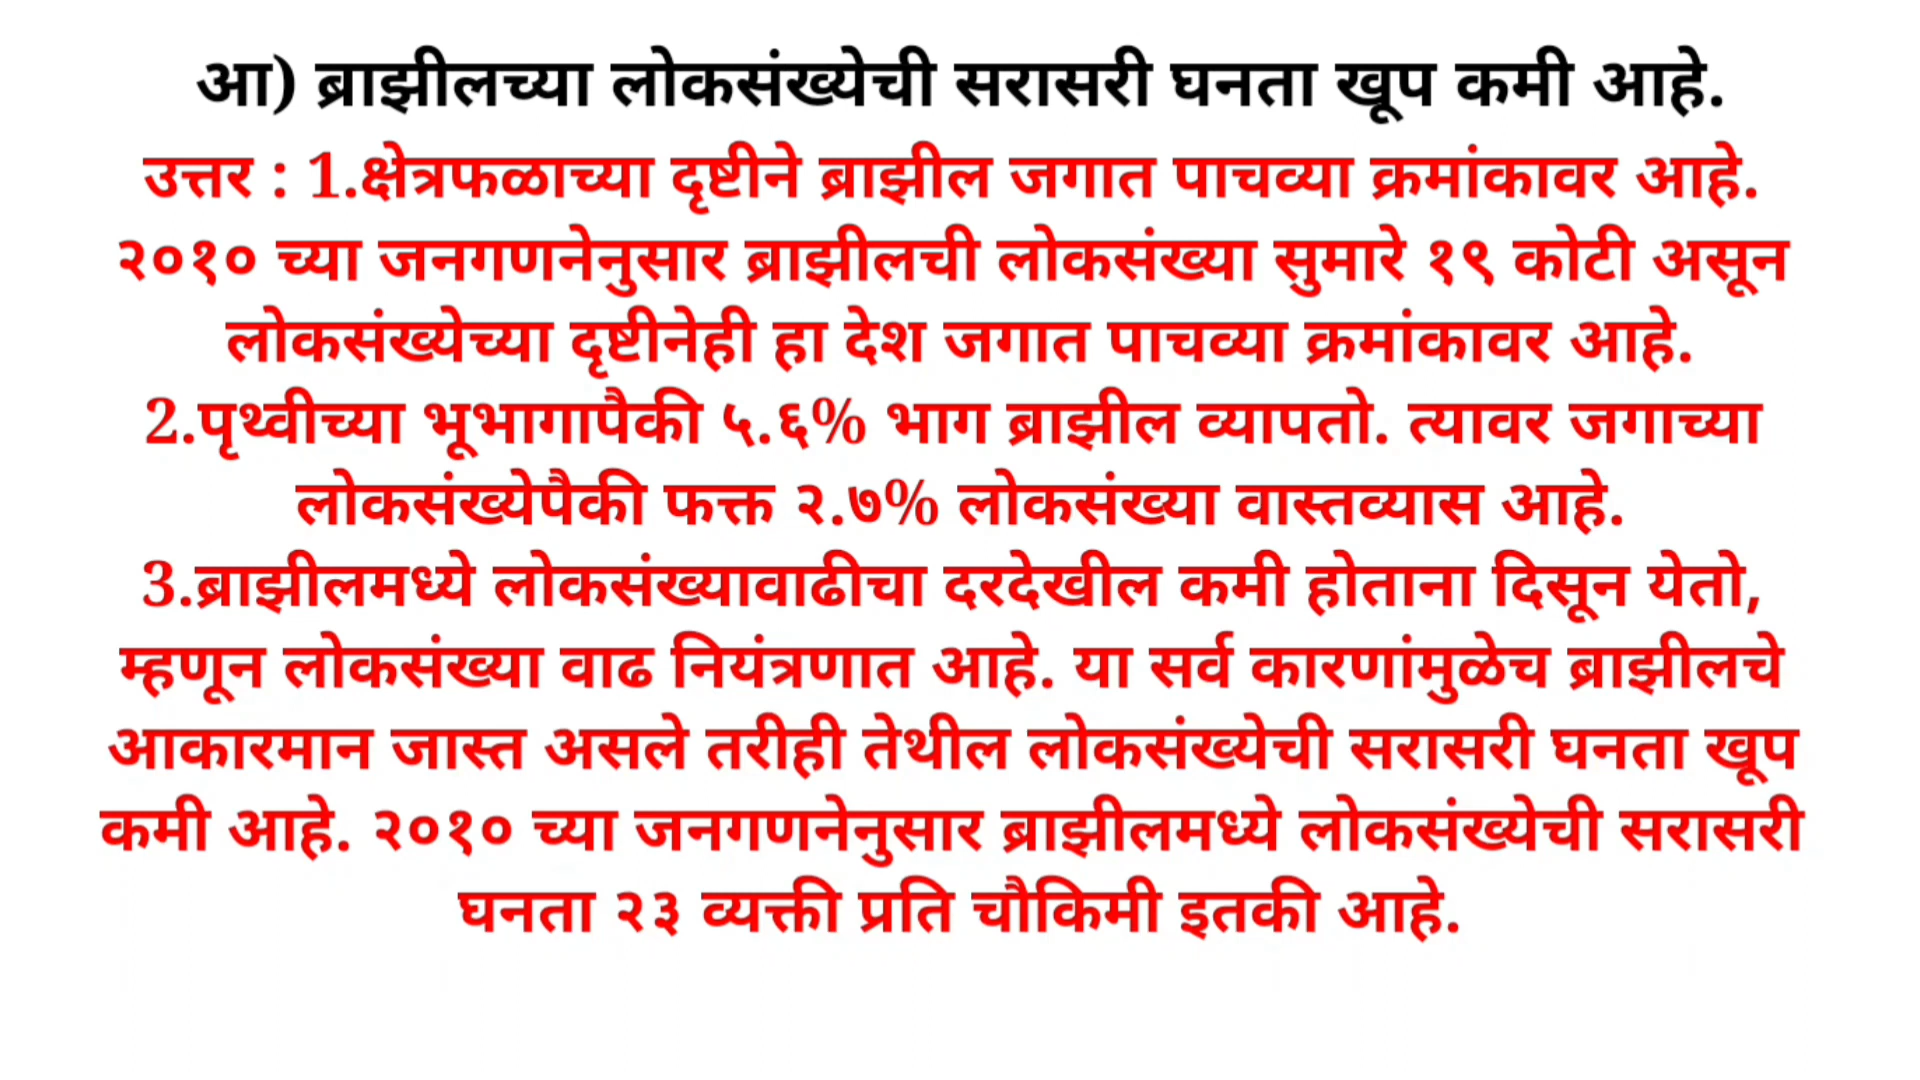 आ) ब्राझीलच्या लोकसंख्येची सरासरी घनता खूप कमी आहे.
उत्तर : 1.क्षेत्रफळाच्या दृष्टीने ब्राझील जगात पाचव्या क्रमांकावर आहे.
२०१० च्या जनगणनेनुसार ब्राझीलची लोकसंख्या सुमारे १९ कोटी असून
लोकसंख्येच्या दृष्टीनेही हा देश जगात पाचव्या क्रमांकावर आहे.
2.पृथ्वीच्या भूभागापैकी ५.६% भाग ब्राझील व्यापतो. त्यावर जगाच्या
लोकसंख्येपैकी फक्त २.७% लोकसंख्या वास्तव्यास आहे.
3.ब्राझीलमध्ये लोकसंख्यावाढीचा दरदेखील कमी होताना दिसून येतो,
म्हणून लोकसंख्या वाढ नियंत्रणात आहे. या सर्व कारणांमुळेच ब्राझीलचे
आकारमान जास्त असले तरीही तेथील लोकसंख्येची सरासरी घनता खूप
कमी आहे. २०१० च्या जनगणनेनुसार ब्राझीलमध्ये लोकसंख्येची सरासरी
घनता २३ व्यक्ती प्रति चौकिमी इतकी आहे.